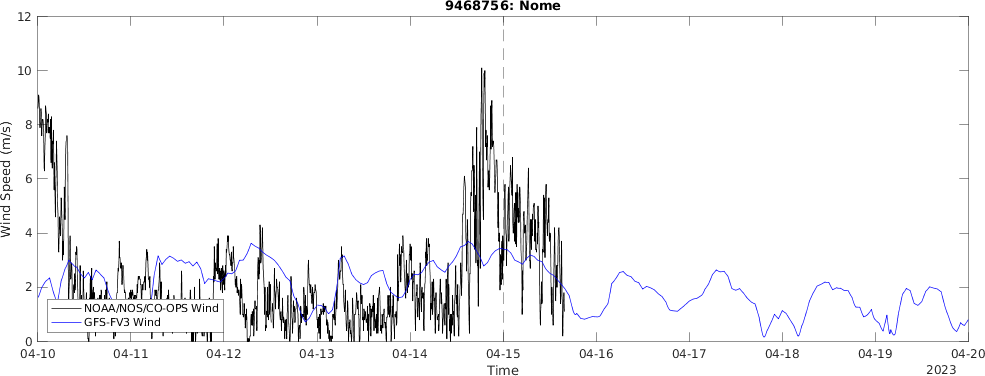 9468756: Nome
12
10
8
6
4
2
0
Wind Speed (m/s)
NOAA/NOS/CO-OPS Wind
GFS-FV3 Wind
04-10 04-11 04-12 04-13 04-14 04-15 04-16 04-17 04-18 04-19 04-20
Time
2023